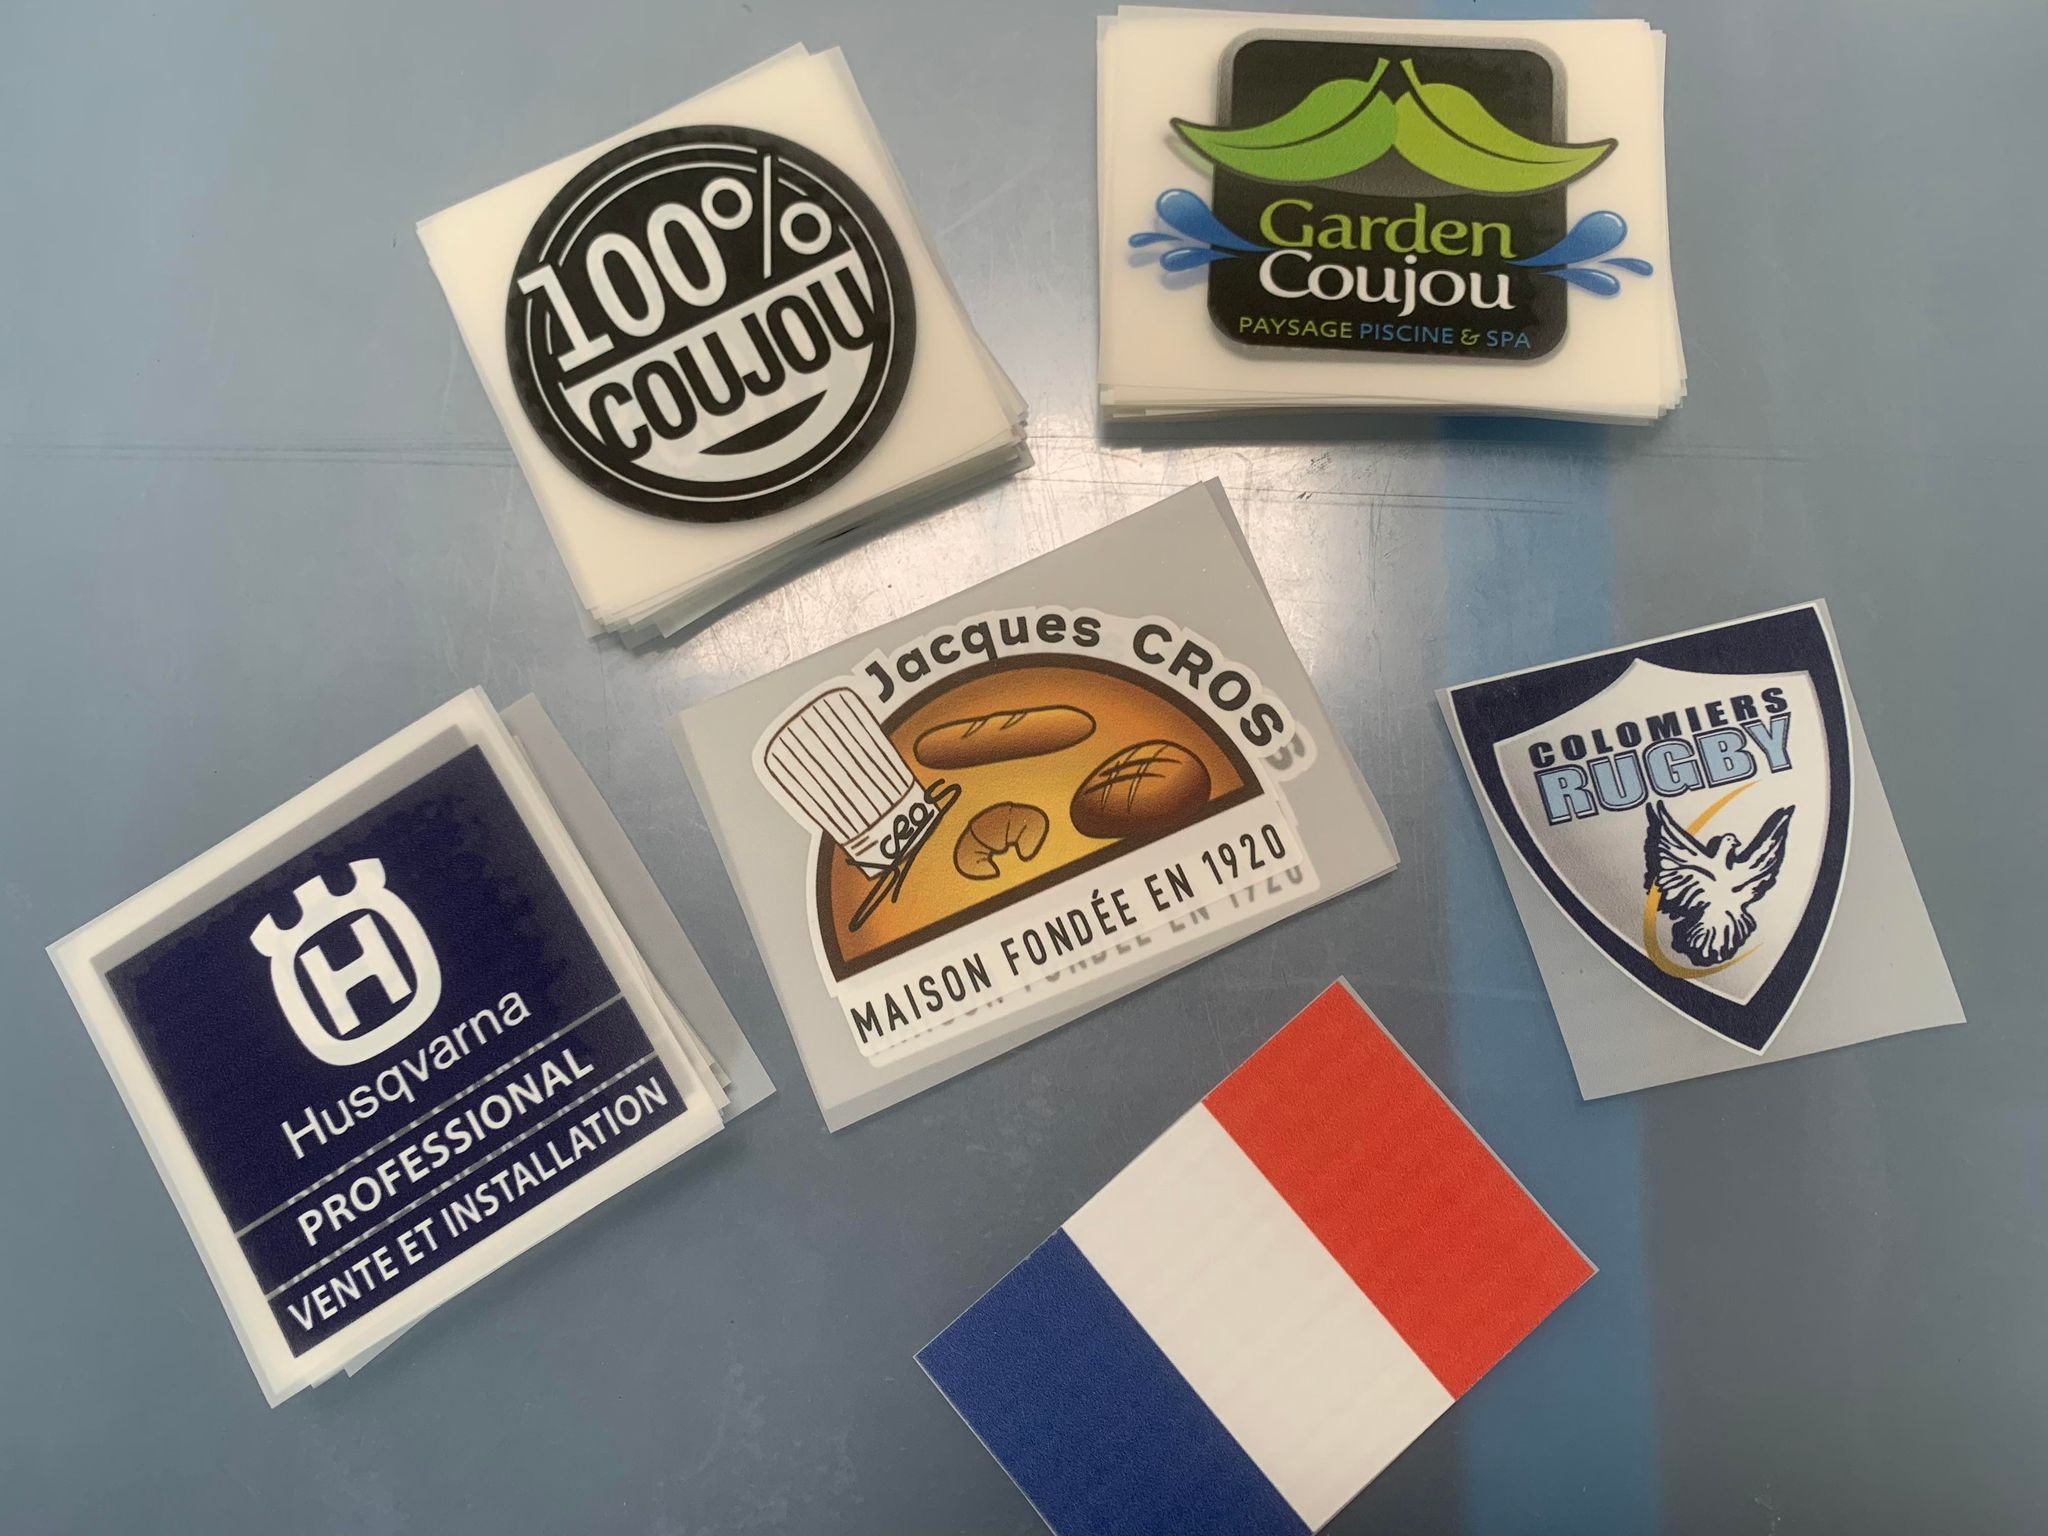 100%
COUJOU
Garden
Coujou
PAYSAGE PISCINE & SPA
Jacques CROS
J.CROS
MAISON FONDÉE EN 1920
COLOMIERS
RUGBY
H
Husqvarna
PROFESSIONAL
VENTE ET INSTALLATION